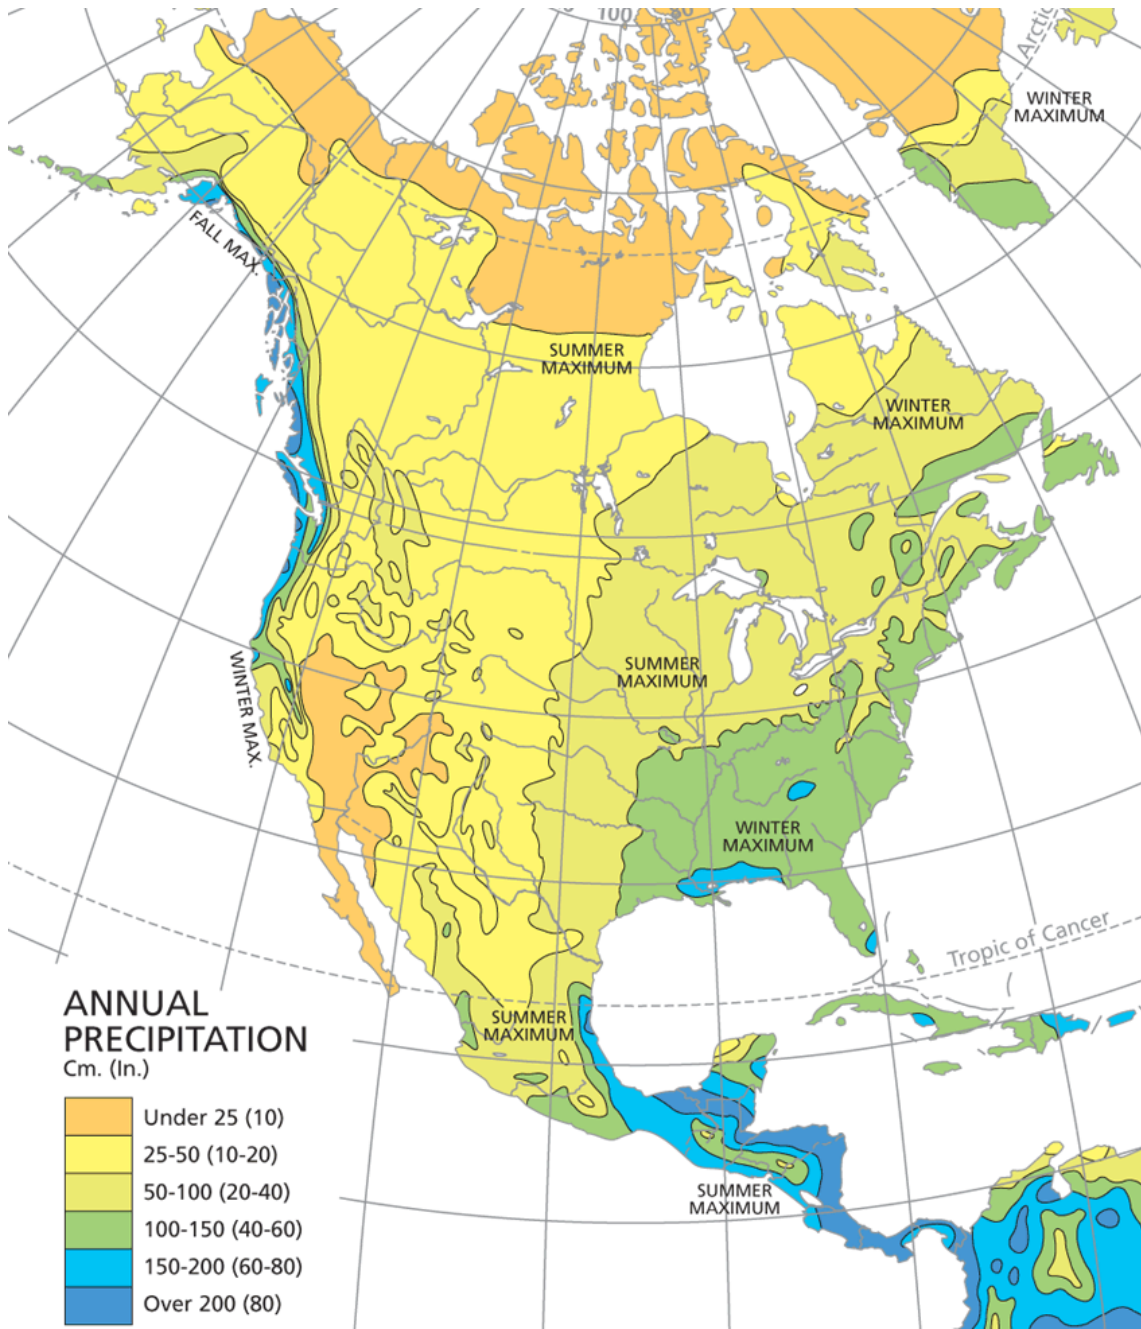 100
80
Arctic
WINTER
MAXIMUM
FALL MAX.
SUMMER
MAXIMUM
WINTER
MAXIMUM
WINTER MAX.
SUMMER
MAXIMUM
WINTER
MAXIMUM
Tropic of Cancer
SUMMER
MAXIMUM
SUMMER
MAXIMUM
ANNUAL
PRECIPITATION
Cm. (In.)
Under 25 (10)
25-50 (10-20)
50-100 (20-40)
100-150 (40-60)
150-200 (60-80)
Over 200 (80)